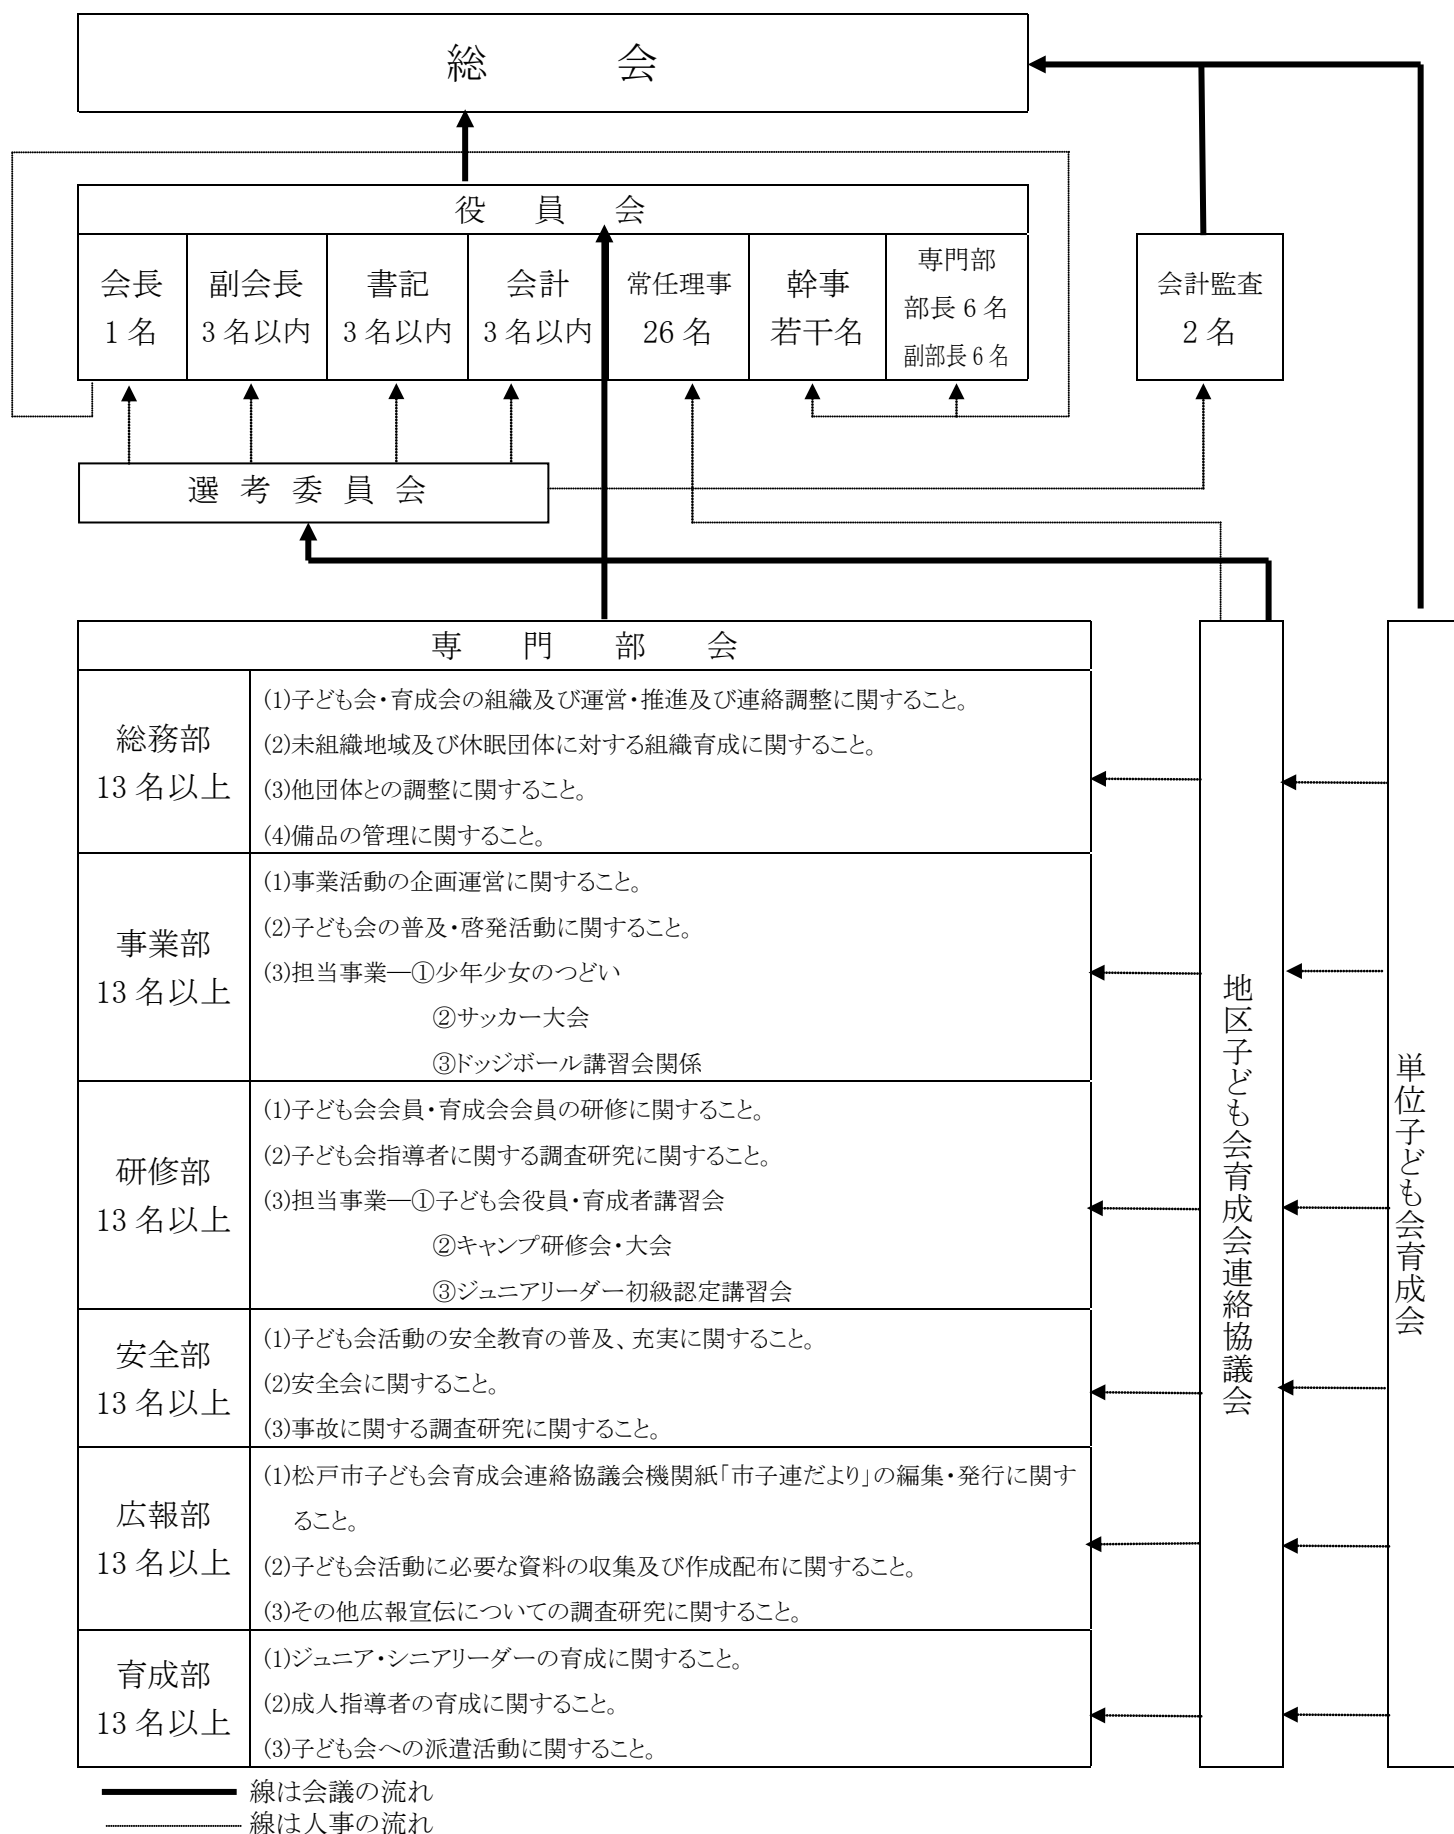 総会
役員会
会長
1名
副会長
3名以内
書記
3名以内
会計
3名以内
常任理事
26名
幹事
若干名
専門部
部長6名
副部長6名
会計監査
2名
選考委員会
専門部会
総務部
13名以上
(1)子ども会・育成会の組織及び運営・推進及び連絡調整に関すること。
(2)未組織地域及び休眠団体に対する組織育成に関すること。
(3)他団体との調整に関すること。
(4)備品の管理に関すること。
事業部
13名以上
(1)事業活動の企画運営に関すること。
(2)子ども会の普及・啓発活動に関すること。
(3)担当事業―①少年少女のつどい
②サッカー大会
③ドッジボール講習会関係
研修部
13名以上
(1)子ども会会員・育成会会員の研修に関すること。
(2)子ども会指導者に関する調査研究に関すること。
(3)担当事業―①子ども会役員・育成者講習会
②キャンプ研修会・大会
③ジュニアリーダー初級認定講習会
安全部
13名以上
(1)子ども会活動の安全教育の普及、充実に関すること。
(2)安全会に関すること。
(3)事故に関する調査研究に関すること。
広報部
13名以上
(1)松戸市子ども会育成会連絡協議会機関紙「市子連だより」の編集・発行に関す
ること。
(2)子ども会活動に必要な資料の収集及び作成配布に関すること。
(3)その他広報宣伝についての調査研究に関すること。
育成部
13名以上
(1)ジュニア・シニアリーダーの育成に関すること。
(2)成人指導者の育成に関すること。
(3)子ども会への派遣活動に関すること。
地区子ども会育成会連絡協議会
単位子ども会育成会
線は会議の流れ
線は人事の流れ